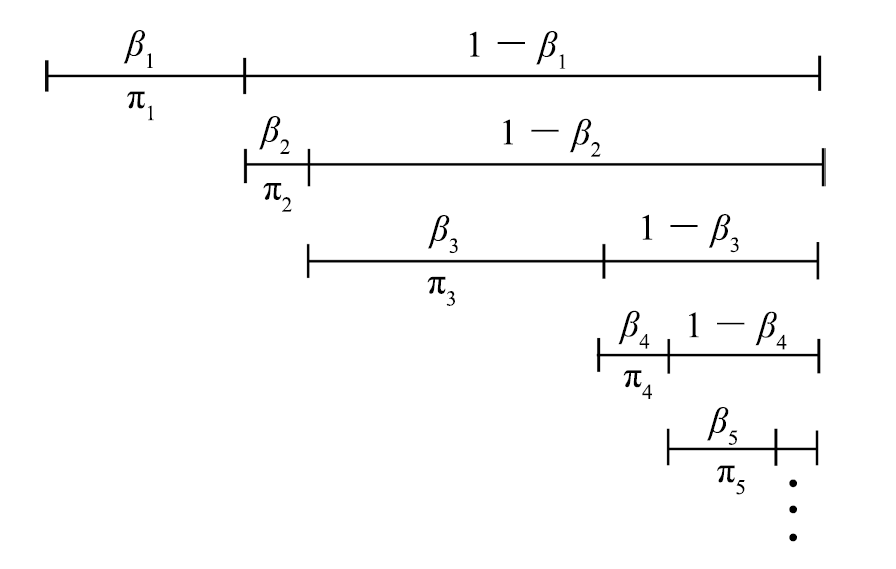 β₁ 1 − β₁
π₁
β₂ 1 − β₂
π₂
β₃ 1 − β₃
π₃
β₄ 1 − β₄
π₄
β₅
π₅